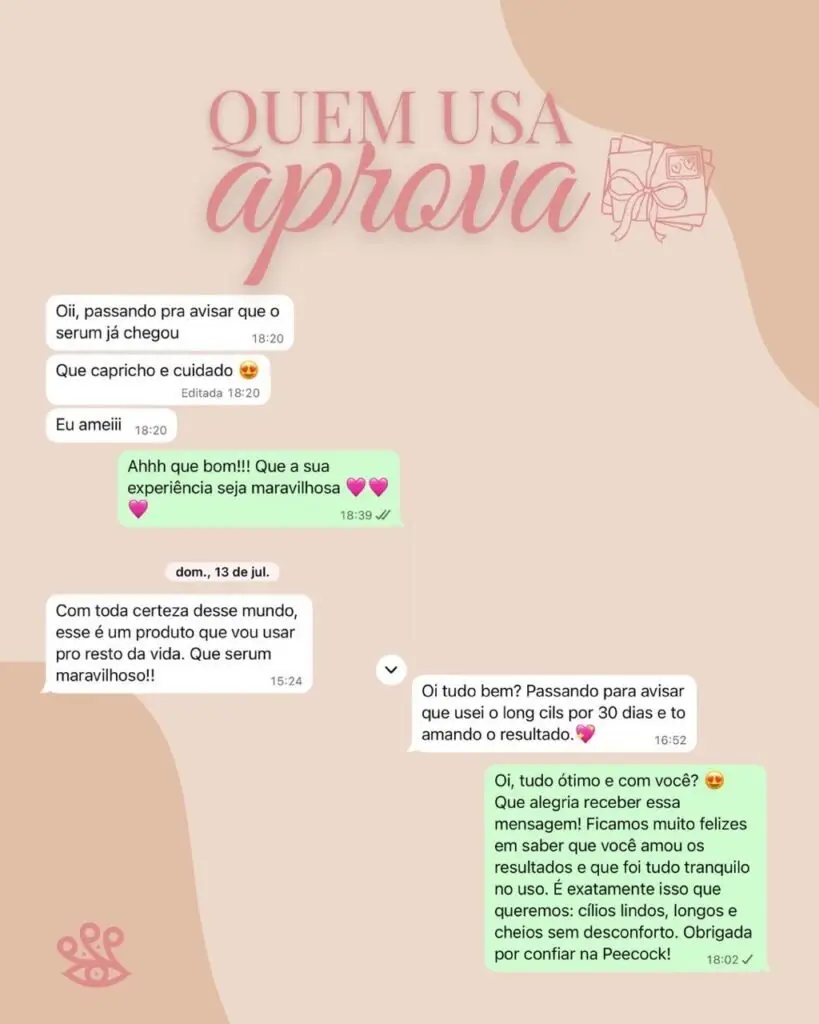 QUEM USA
aprova
Oii, passando pra avisar que o
serum já chegou
18:20
Que capricho e cuidado 😍
Editada 18:20
Eu ameiii
18:20
Ahhh que bom!!! Que a sua
experiência seja maravilhosa 💗💗
💗
18:39
dom., 13 de jul.
Com toda certeza desse mundo,
esse é um produto que vou usar
pro resto da vida. Que serum
maravilhoso!!
15:24
Oi tudo bem? Passando para avisar
que usei o long cils por 30 dias e to
amando o resultado.💖
16:52
Oi, tudo ótimo e com você? 😍
Que alegria receber essa
mensagem! Ficamos muito felizes
em saber que você amou os
resultados e que foi tudo tranquilo
no uso. É exatamente isso que
queremos: cílios lindos, longos e
cheios sem desconforto. Obrigada
por confiar na Peecock!
18:02